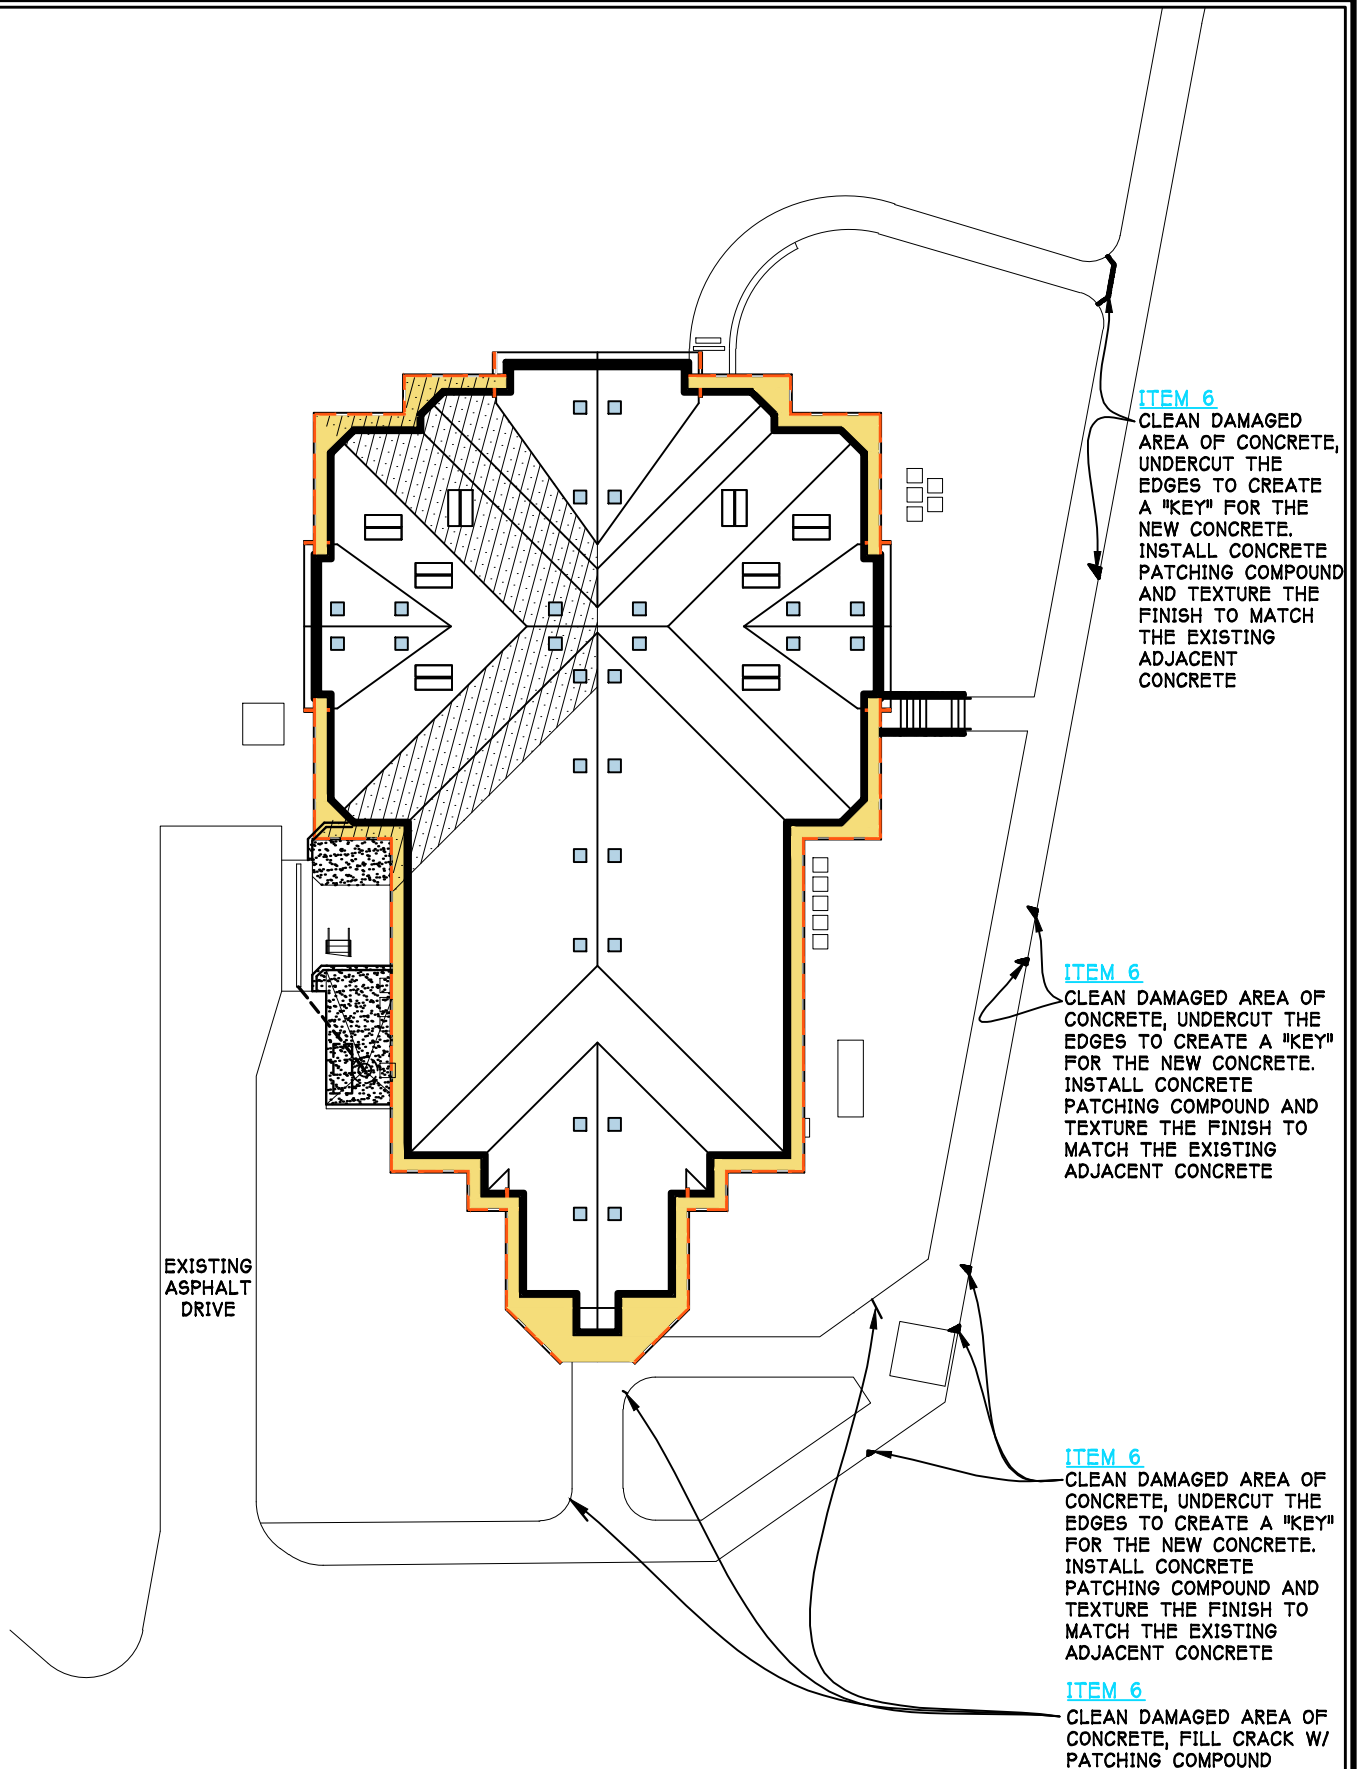 ITEM 6
CLEAN DAMAGED
AREA OF CONCRETE,
UNDERCUT THE
EDGES TO CREATE
A "KEY" FOR THE
NEW CONCRETE.
INSTALL CONCRETE
PATCHING COMPOUND
AND TEXTURE THE
FINISH TO MATCH
THE EXISTING
ADJACENT
CONCRETE
ITEM 6
CLEAN DAMAGED AREA OF
CONCRETE, UNDERCUT THE
EDGES TO CREATE A "KEY"
FOR THE NEW CONCRETE.
INSTALL CONCRETE
PATCHING COMPOUND AND
TEXTURE THE FINISH TO
MATCH THE EXISTING
ADJACENT CONCRETE
EXISTING
ASPHALT
DRIVE
ITEM 6
CLEAN DAMAGED AREA OF
CONCRETE, UNDERCUT THE
EDGES TO CREATE A "KEY"
FOR THE NEW CONCRETE.
INSTALL CONCRETE
PATCHING COMPOUND AND
TEXTURE THE FINISH TO
MATCH THE EXISTING
ADJACENT CONCRETE
ITEM 6
CLEAN DAMAGED AREA OF
CONCRETE, FILL CRACK W/
PATCHING COMPOUND